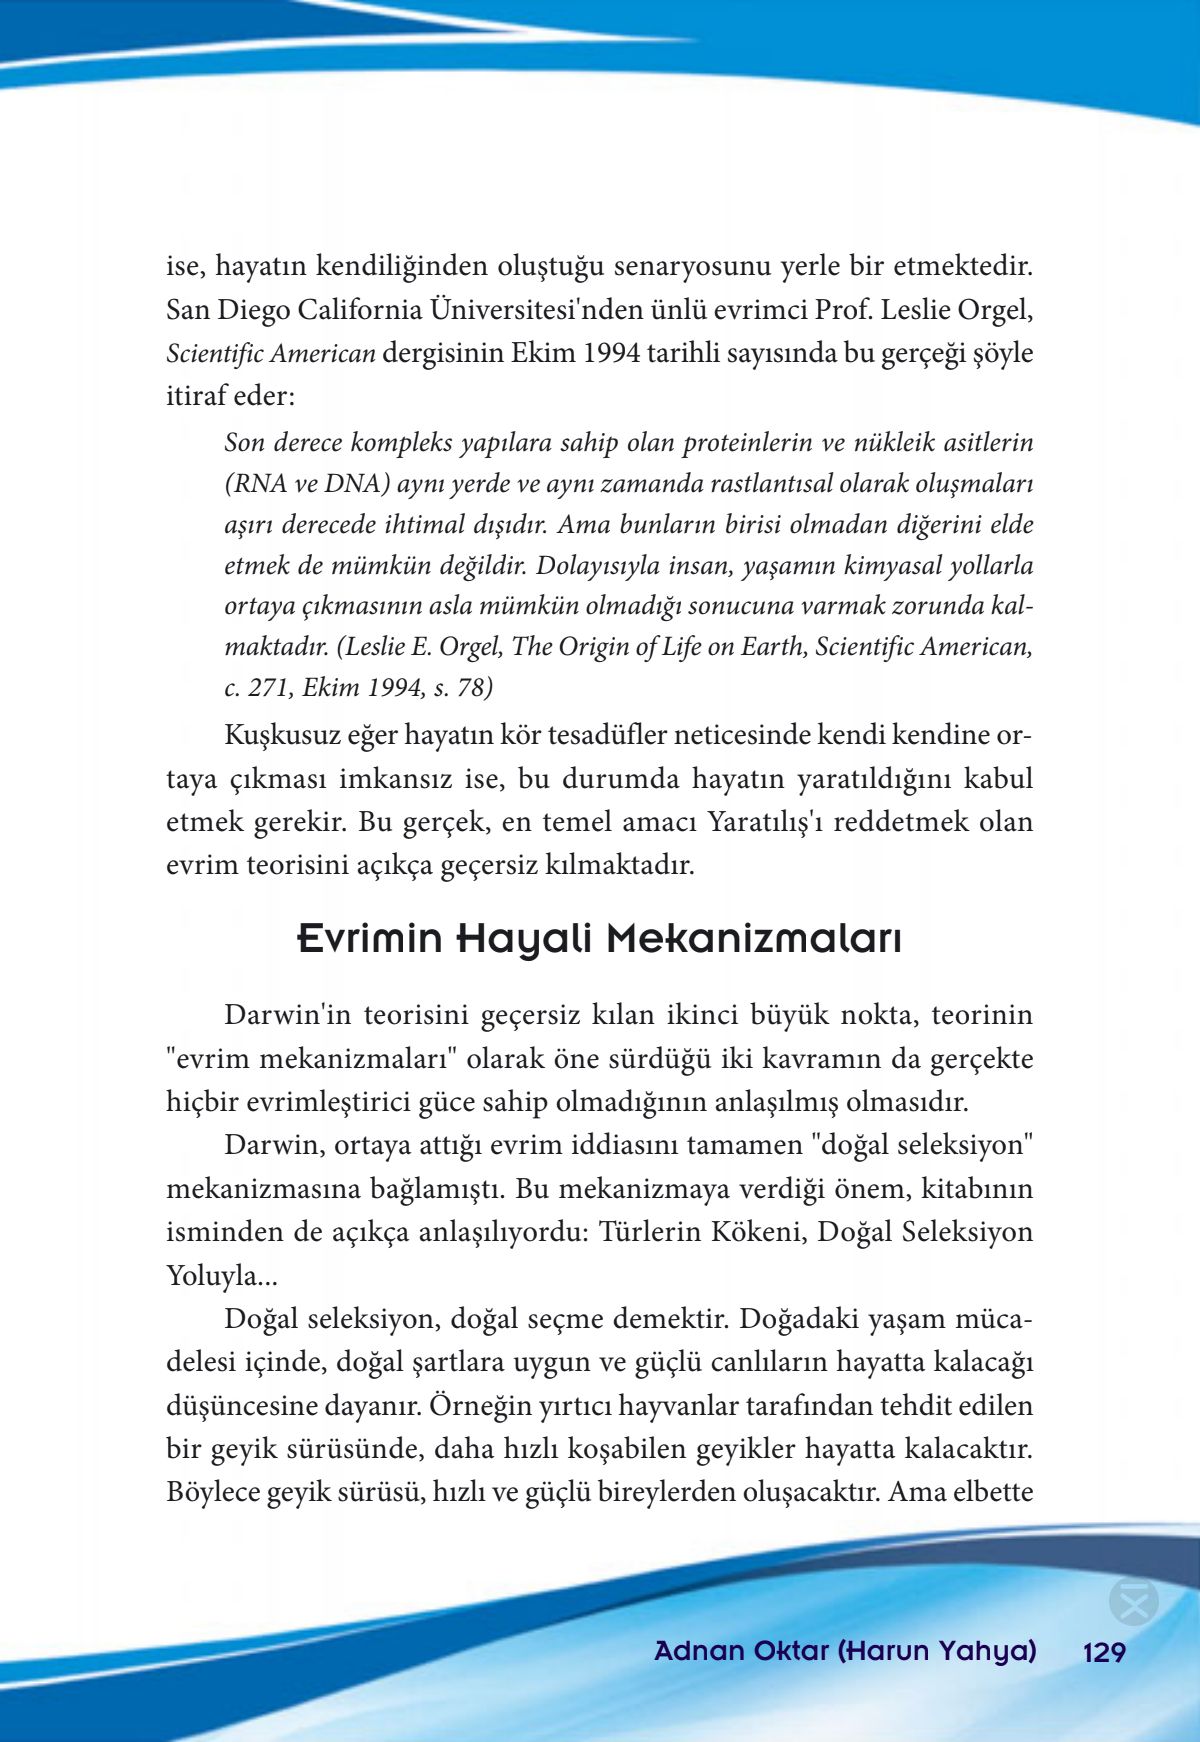 ise, hayatın kendiliğinden oluştuğu senaryosunu yerle bir etmektedir.
San Diego California Üniversitesi'nden ünlü evrimci Prof. Leslie Orgel,
Scientific American dergisinin Ekim 1994 tarihli sayısında bu gerçeği şöyle
itiraf eder:
Son derece kompleks yapılara sahip olan proteinlerin ve nükleik asitlerin
(RNA ve DNA) aynı yerde ve aynı zamanda rastlantısal olarak oluşmaları
aşırı derecede ihtimal dışıdır. Ama bunların birisi olmadan diğerini elde
etmek de mümkün değildir. Dolayısıyla insan, yaşamın kimyasal yollarla
ortaya çıkmasının asla mümkün olmadığı sonucuna varmak zorunda kal-
maktadır. (Leslie E. Orgel, The Origin of Life on Earth, Scientific American,
c. 271, Ekim 1994, s. 78)
Kuşkusuz eğer hayatın kör tesadüfler neticesinde kendi kendine or-
taya çıkması imkansız ise, bu durumda hayatın yaratıldığını kabul
etmek gerekir. Bu gerçek, en temel amacı Yaratılış'ı reddetmek olan
evrim teorisini açıkça geçersiz kılmaktadır.
Evrimin Hayali Mekanizmaları
Darwin'in teorisini geçersiz kılan ikinci büyük nokta, teorinin
"evrim mekanizmaları" olarak öne sürdüğü iki kavramın da gerçekte
hiçbir evrimleştirici güce sahip olmadığının anlaşılmış olmasıdır.
Darwin, ortaya attığı evrim iddiasını tamamen "doğal seleksiyon"
mekanizmasına bağlamıştı. Bu mekanizmaya verdiği önem, kitabının
isminden de açıkça anlaşılıyordu: Türlerin Kökeni, Doğal Seleksiyon
Yoluyla...
Doğal seleksiyon, doğal seçme demektir. Doğadaki yaşam müca-
delesi içinde, doğal şartlara uygun ve güçlü canlıların hayatta kalacağı
düşüncesine dayanır. Örneğin yırtıcı hayvanlar tarafından tehdit edilen
bir geyik sürüsünde, daha hızlı koşabilen geyikler hayatta kalacaktır.
Böylece geyik sürüsü, hızlı ve güçlü bireylerden oluşacaktır. Ama elbette
Adnan Oktar (Harun Yahya) 129